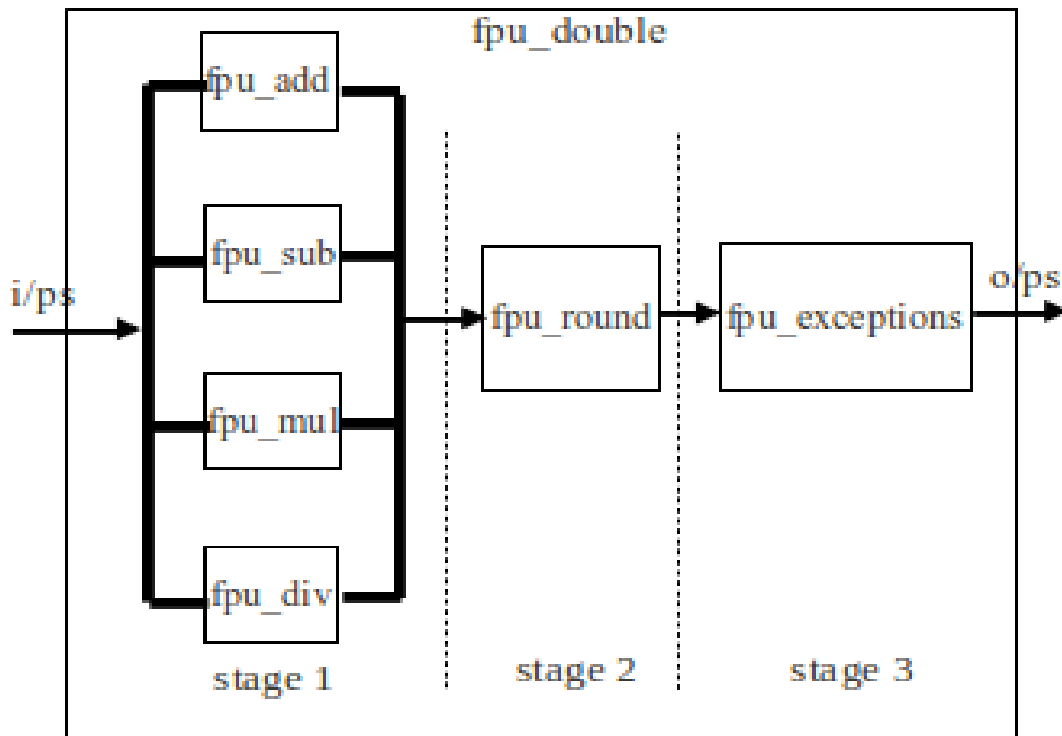 fpu_double
fpu_add
fpu_sub
i/ps
o/ps
fpu_round
fpu_exceptions
fpu_mul
fpu_div
stage 1
stage 2
stage 3